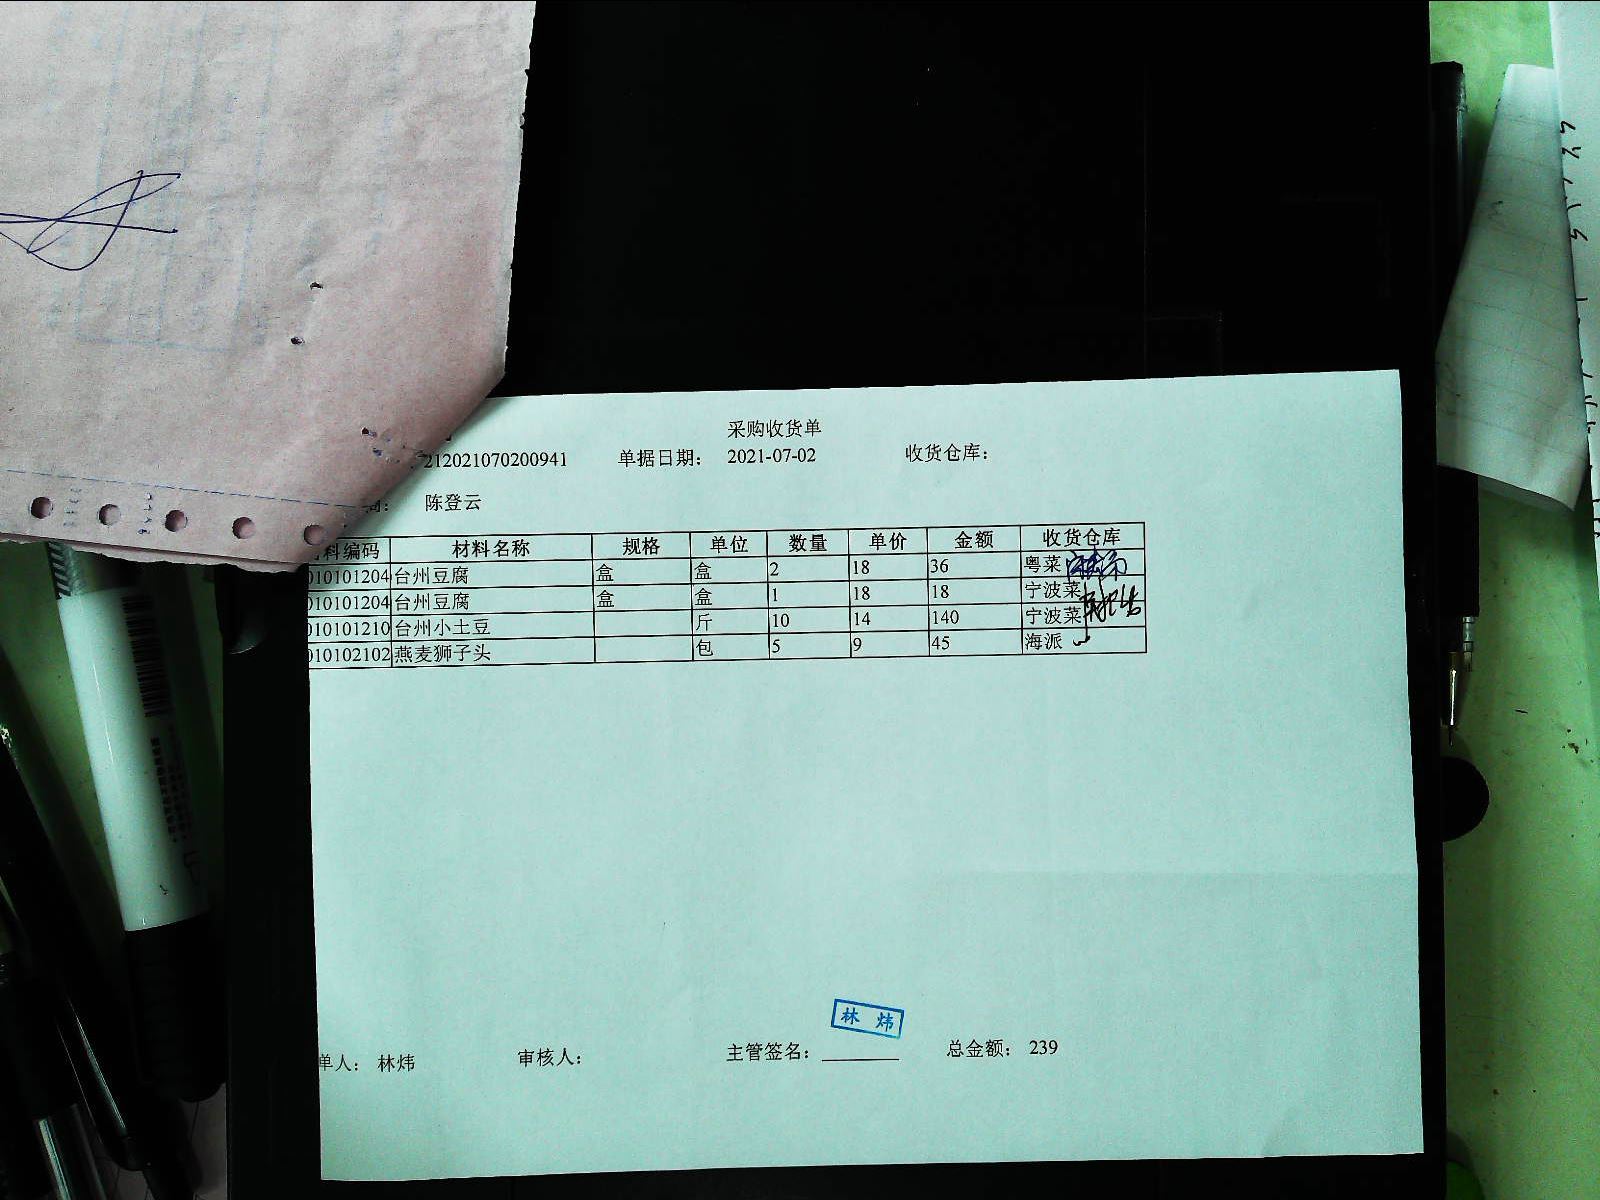 采购收货单
212021070200941 单据日期： 2021-07-02 收货仓库：
陈登云
料编码 材料名称 规格 单位 数量 单价 金额 收货仓库
010101204 台州豆腐 盒 盒 2 18 36 粤菜
010101204 台州豆腐 盒 盒 1 18 18 宁波菜
010101210 台州小土豆 斤 10 14 140 宁波菜
010102102 燕麦狮子头 包 5 9 45 海派
林 炜
单人： 林炜 审核人： 主管签名： 总金额： 239